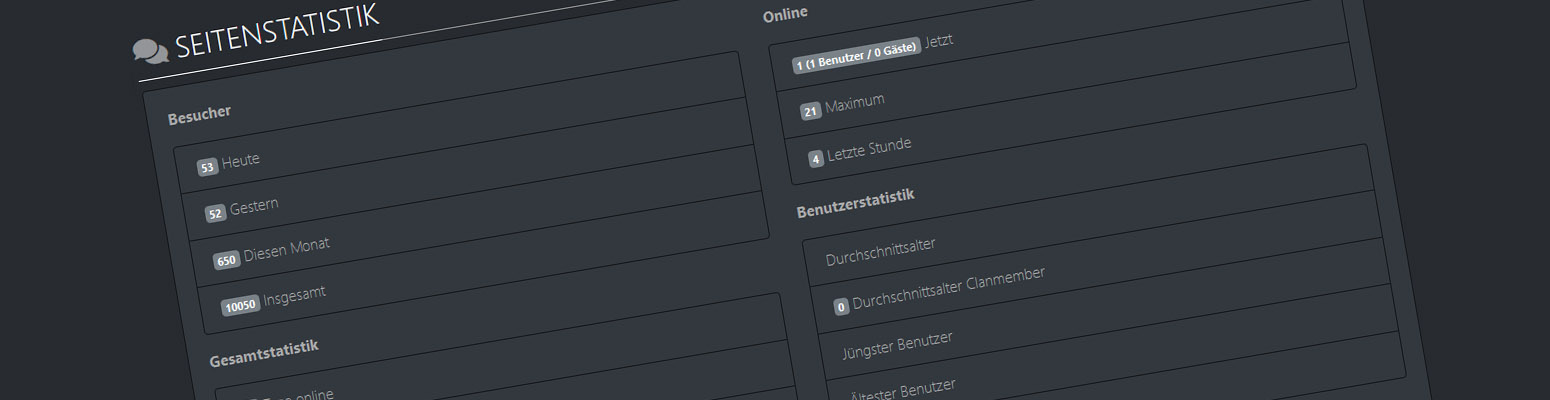 SEITENSTATISTIK
Besucher
53 Heute
52 Gestern
650 Diesen Monat
10050 Insgesamt
Gesamtstatistik
online
Online
1 (1 Benutzer / 0 Gäste) Jetzt
21 Maximum
4 Letzte Stunde
Benutzerstatistik
Durchschnittsalter
0 Durchschnittsalter Clanmember
Jüngster Benutzer
Ältester Benutzer